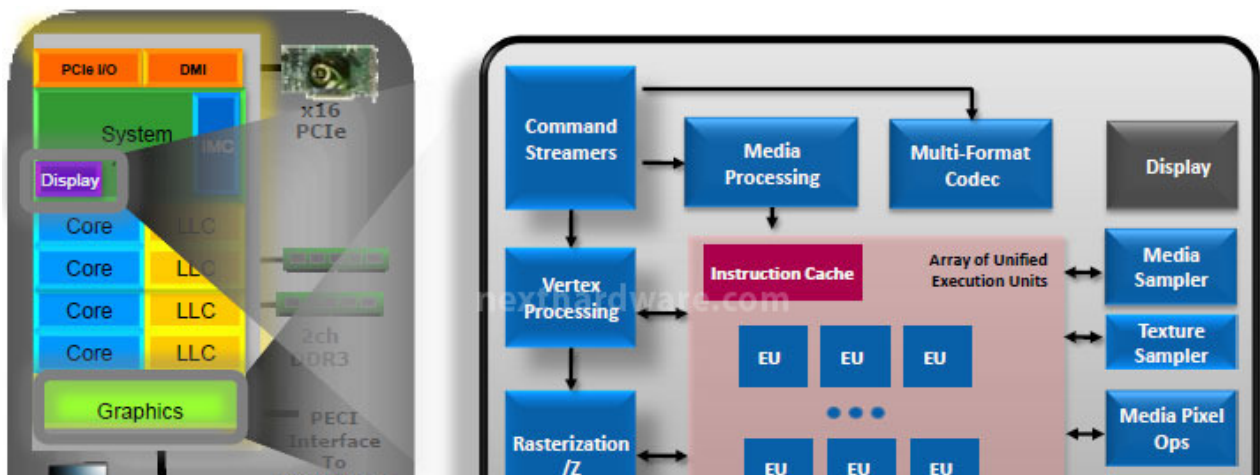 PCIe I/O
DMI
x16
PCIe
System
IMC
Display
Core
LLC
Core
LLC
Core
LLC
Core
LLC
2ch
DDR3
Graphics
PECI
Interface
To
Command
Streamers
Media
Processing
Multi-Format
Codec
Display
Vertex
Processing
Instruction Cache
Array of Unified
Execution Units
Media
Sampler
nexthardware.com
EU
EU
EU
Texture
Sampler
Rasterization
/Z
EU
EU
EU
Media Pixel
Ops